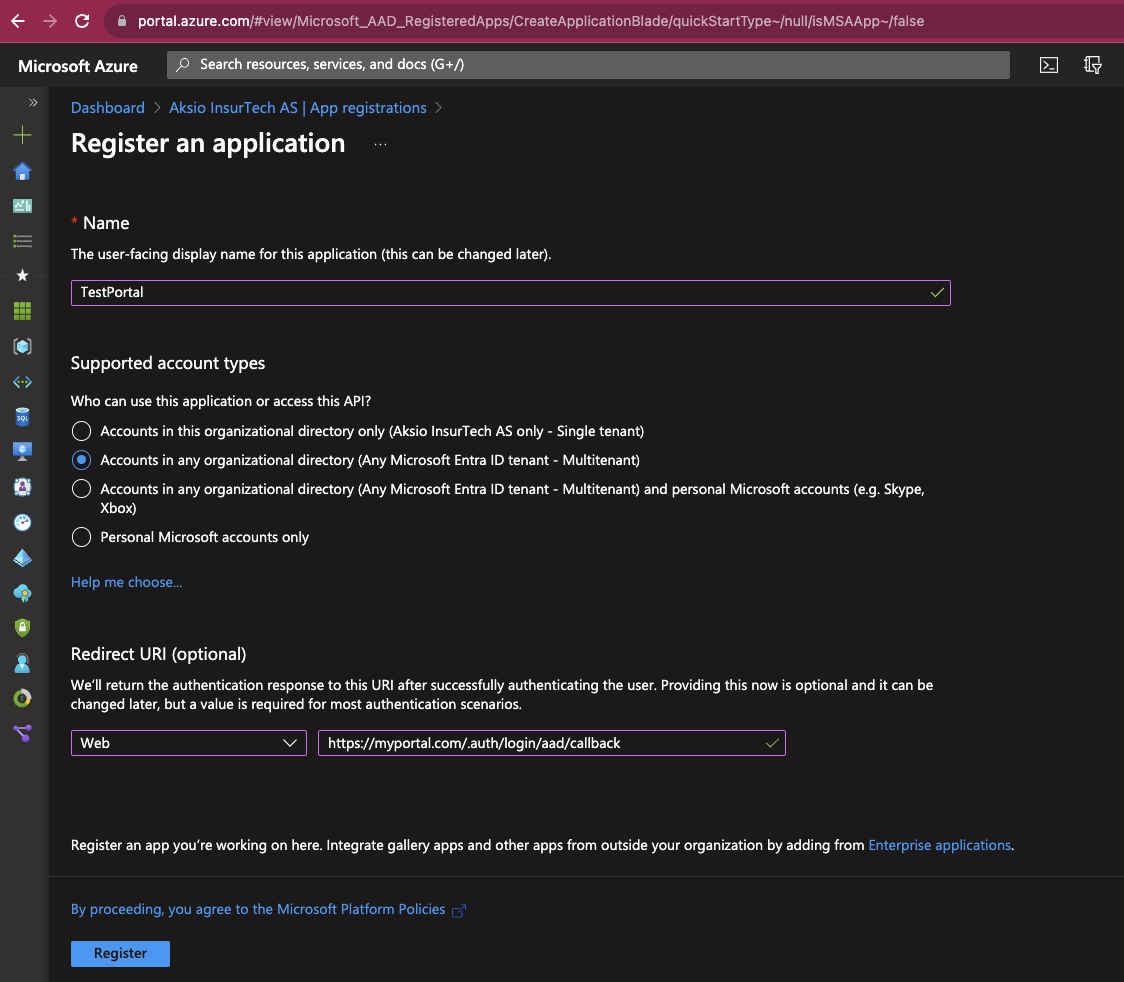 portal.azure.com/#view/Microsoft_AAD_RegisteredApps/CreateApplicationBlade/quickStartType~/null/isMSAApp~/false
Microsoft Azure
Search resources, services, and docs (G+/)
Dashboard > Aksio InsurTech AS | App registrations >
Register an application ...
* Name
The user-facing display name for this application (this can be changed later).
TestPortal
Supported account types
Who can use this application or access this API?
Accounts in this organizational directory only (Aksio InsurTech AS only - Single tenant)
Accounts in any organizational directory (Any Microsoft Entra ID tenant - Multitenant)
Accounts in any organizational directory (Any Microsoft Entra ID tenant - Multitenant) and personal Microsoft accounts (e.g. Skype,
Xbox)
Personal Microsoft accounts only
Help me choose...
Redirect URI (optional)
We'll return the authentication response to this URI after successfully authenticating the user. Providing this now is optional and it can be
changed later, but a value is required for most authentication scenarios.
Web
https://myportal.com/.auth/login/aad/callback
Register an app you're working on here. Integrate gallery apps and other apps from outside your organization by adding from Enterprise applications.
By proceeding, you agree to the Microsoft Platform Policies
Register